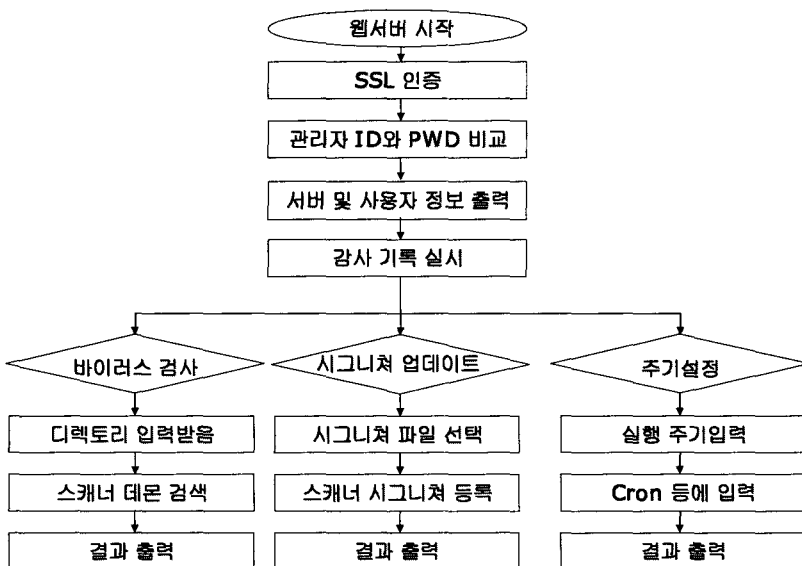 웹서버 시작
SSL 인증
관리자 ID와 PWD 비교
서버 및 사용자 정보 출력
감사 기록 실시
바이러스 검사
시그니쳐 업데이트
주기설정
디렉토리 입력받음
시그니쳐 파일 선택
실행 주기입력
스캐너 데몬 검색
스캐너 시그니쳐 등록
Cron 등에 입력
결과 출력
결과 출력
결과 출력